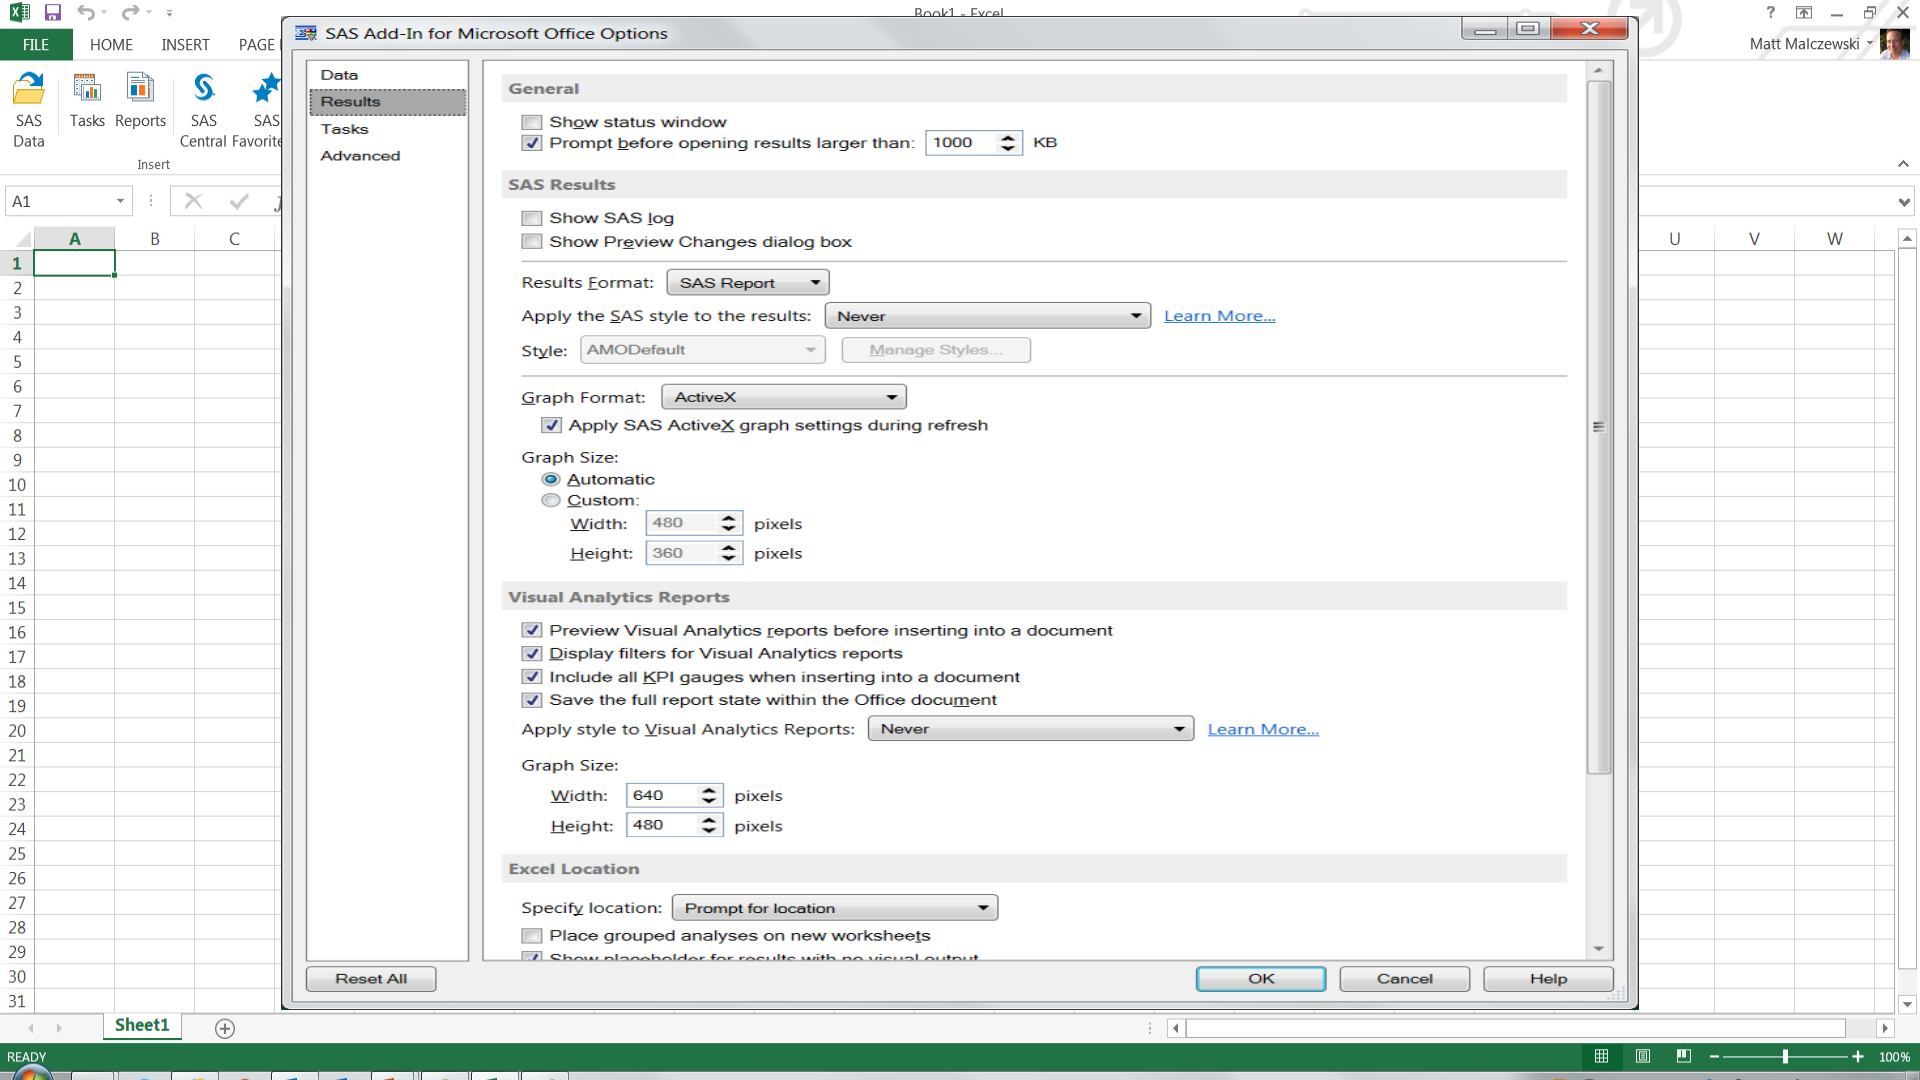 Book1 - Excel
FILE HOME INSERT PAGE
Matt Malczewski
SAS Data
Tasks
Reports
SAS Central
SAS Favorite
Insert
A1
A B C U V W
1
2
3
4
5
6
7
8
9
10
11
12
13
14
15
16
17
18
19
20
21
22
23
24
25
26
27
28
29
30
31
SAS Add-In for Microsoft Office Options
Data
Results
Tasks
Advanced
General
Show status window
Prompt before opening results larger than: 1000 KB
SAS Results
Show SAS log
Show Preview Changes dialog box
Results Format: SAS Report
Apply the SAS style to the results: Never Learn More...
Style: AMODefault Manage Styles...
Graph Format: ActiveX
Apply SAS ActiveX graph settings during refresh
Graph Size:
Automatic
Custom:
Width: 480 pixels
Height: 360 pixels
Visual Analytics Reports
Preview Visual Analytics reports before inserting into a document
Display filters for Visual Analytics reports
Include all KPI gauges when inserting into a document
Save the full report state within the Office document
Apply style to Visual Analytics Reports: Never Learn More...
Graph Size:
Width: 640 pixels
Height: 480 pixels
Excel Location
Specify location: Prompt for location
Place grouped analyses on new worksheets
Show placeholder for results with no visual output
Reset All OK Cancel Help
Sheet1
READY 100%